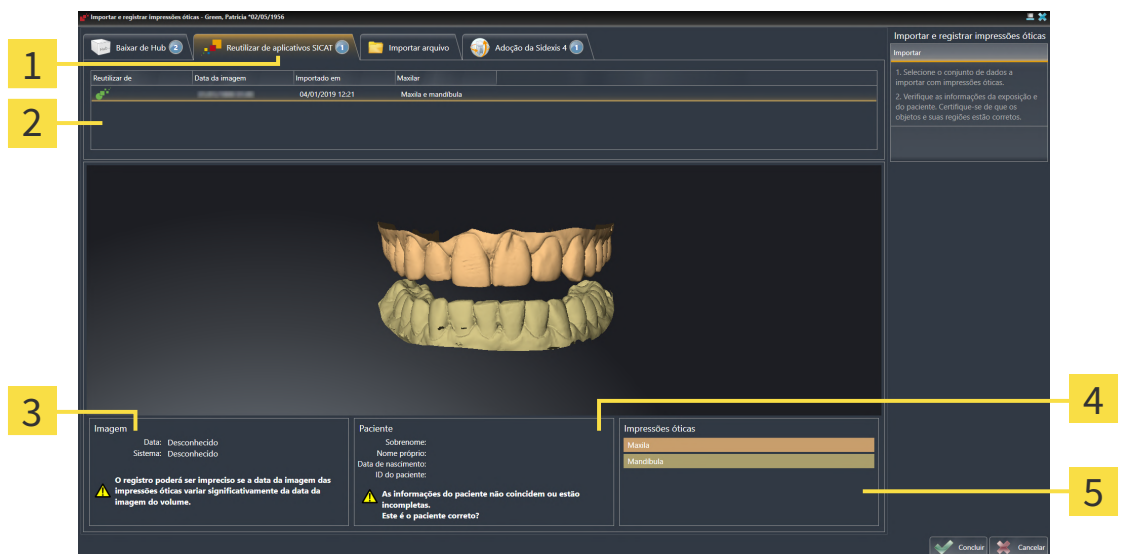 Importar e registrar impressões óticas - Green, Patricia *02/05/1956
Baixar de Hub 2
Reutilizar de aplicativos SICAT 1
Importar arquivo
Adoção da Sidexis 4 1
Importar e registrar impressões óticas
Importar
1. Selecione o conjunto de dados a
importar com impressões óticas.
2. Verifique as informações da exposição e
do paciente. Certifique-se de que os
objetos e suas regiões estão corretos.
1
Reutilizar de Data da imagem Importado em Maxilar
04/01/2019 12:21 Maxila e mandíbula
2
3
4
5
Imagem
Data: Desconhecido
Sistema: Desconhecido
O registro poderá ser impreciso se a data da imagem das
impressões óticas variar significativamente da data da
imagem do volume.
Paciente
Sobrenome:
Nome próprio:
Data de nascimento:
ID do paciente:
As informações do paciente não coincidem ou estão
incompletas.
Este é o paciente correto?
Impressões óticas
Maxila
Mandíbula
Concluir
Cancelar